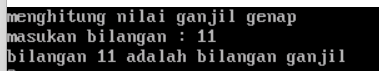 menghitung nilai ganjil genap
masukan bilangan : 11
bilangan 11 adalah bilangan ganjil